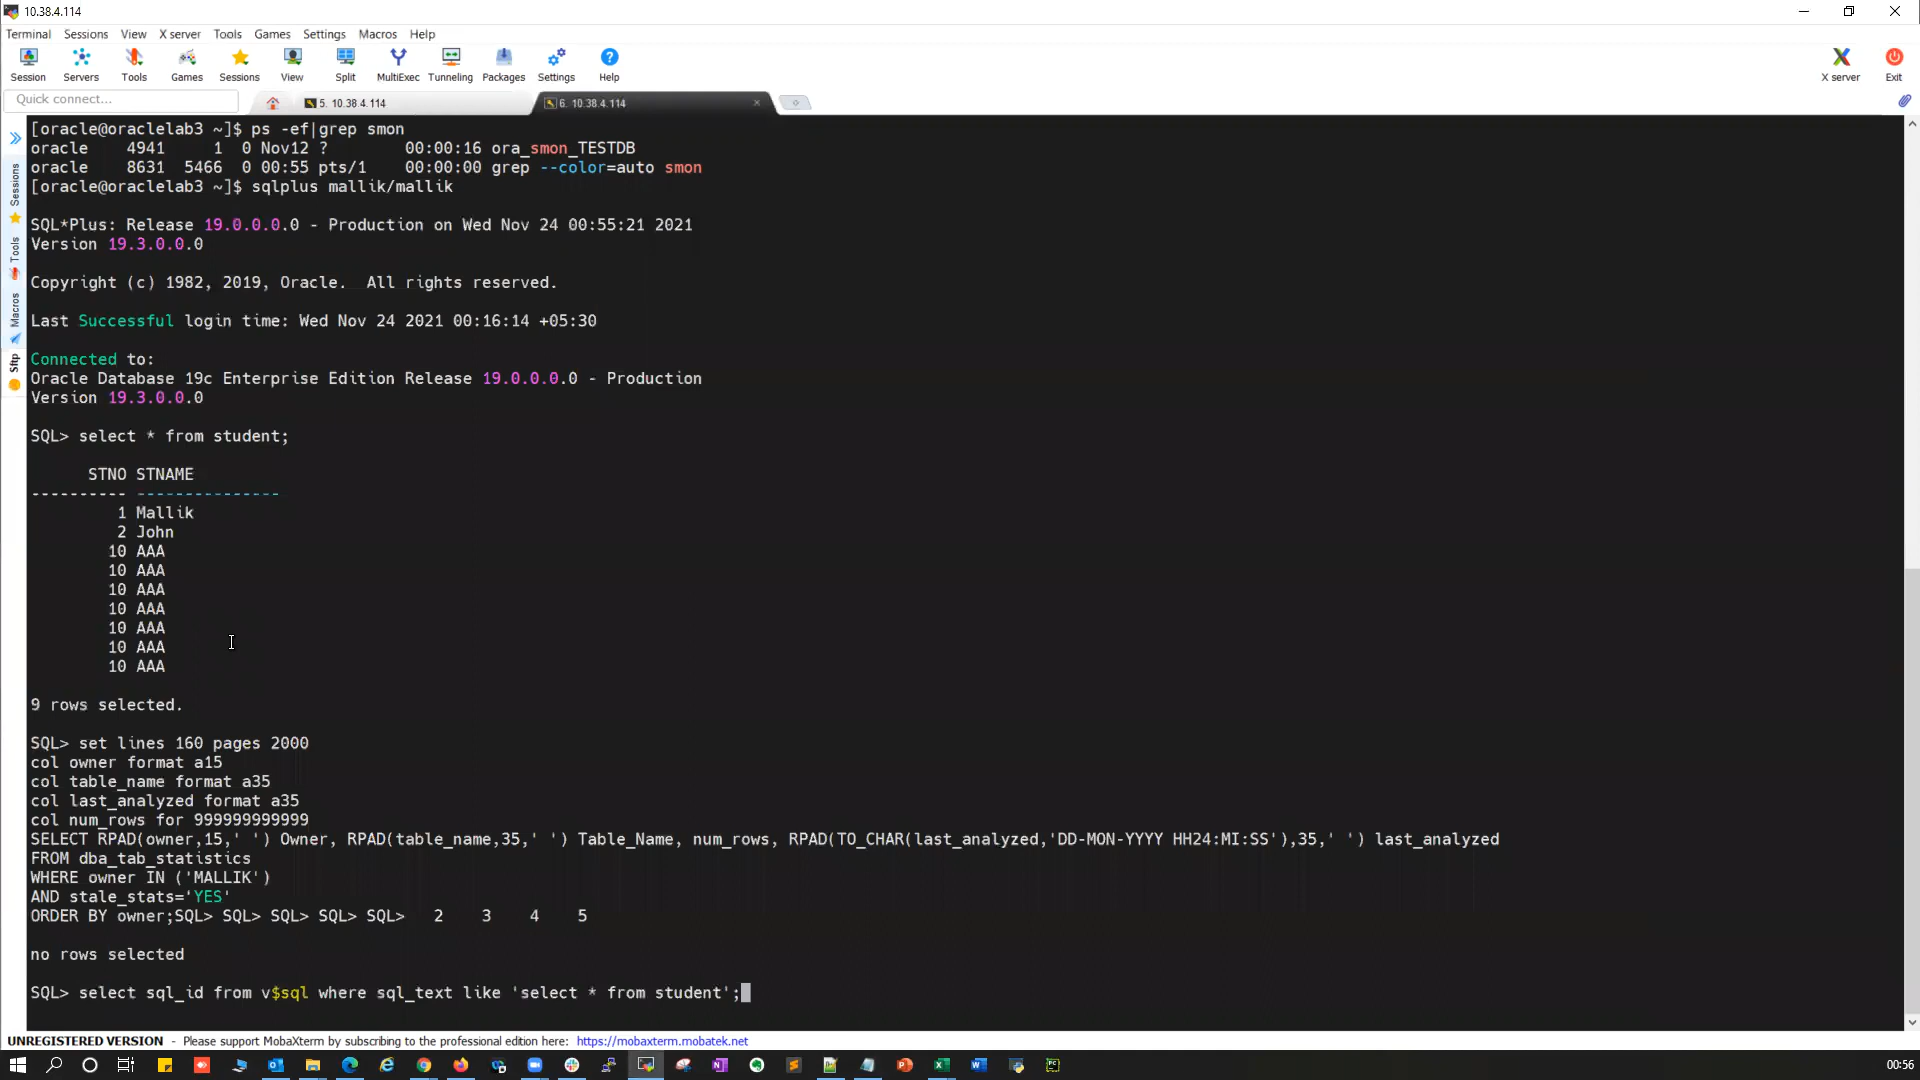 10.38.4.114
Terminal Sessions View X server Tools Games Settings Macros Help
Session Servers Tools Games Sessions View Split MultiExec Tunneling Packages Settings Help X server Exit
Quick connect... 5. 10.38.4.114 6. 10.38.4.114
Sessions
Tools
Macros
Sftp
[oracle@oraclelab3 ~]$ ps -ef|grep smon
oracle 4941 1 0 Nov12 ? 00:00:16 ora_smon_TESTDB
oracle 8631 5466 0 00:55 pts/1 00:00:00 grep --color=auto smon
[oracle@oraclelab3 ~]$ sqlplus mallik/mallik
SQL*Plus: Release 19.0.0.0.0 - Production on Wed Nov 24 00:55:21 2021
Version 19.3.0.0.0
Copyright (c) 1982, 2019, Oracle. All rights reserved.
Last Successful login time: Wed Nov 24 2021 00:16:14 +05:30
Connected to:
Oracle Database 19c Enterprise Edition Release 19.0.0.0.0 - Production
Version 19.3.0.0.0
SQL> select * from student;
STNO STNAME
---------- ---------------
1 Mallik
2 John
10 AAA
10 AAA
10 AAA
10 AAA
10 AAA
10 AAA
10 AAA
9 rows selected.
SQL> set lines 160 pages 2000
col owner format a15
col table_name format a35
col last_analyzed format a35
col num_rows for 999999999999
SELECT RPAD(owner,15,' ') Owner, RPAD(table_name,35,' ') Table_Name, num_rows, RPAD(TO_CHAR(last_analyzed,'DD-MON-YYYY HH24:MI:SS'),35,' ') last_analyzed
FROM dba_tab_statistics
WHERE owner IN ('MALLIK')
AND stale_stats='YES'
ORDER BY owner;SQL> SQL> SQL> SQL> SQL> 2 3 4 5
no rows selected
SQL> select sql_id from v$sql where sql_text like 'select * from student';
UNREGISTERED VERSION - Please support MobaXterm by subscribing to the professional edition here: https://mobaxterm.mobatek.net
00:56